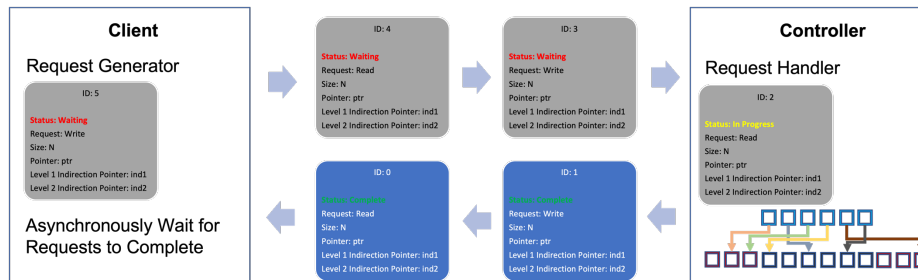 Client
Request Generator
ID: 5
Status: Waiting
Request: Write
Size: N
Pointer: ptr
Level 1 Indirection Pointer: ind1
Level 2 Indirection Pointer: ind2
Asynchronously Wait for
Requests to Complete
ID: 4
Status: Waiting
Request: Read
Size: N
Pointer: ptr
Level 1 Indirection Pointer: ind1
Level 2 Indirection Pointer: ind2
ID: 3
Status: Waiting
Request: Write
Size: N
Pointer: ptr
Level 1 Indirection Pointer: ind1
Level 2 Indirection Pointer: ind2
ID: 0
Status: Complete
Request: Read
Size: N
Pointer: ptr
Level 1 Indirection Pointer: ind1
Level 2 Indirection Pointer: ind2
ID: 1
Status: Complete
Request: Write
Size: N
Pointer: ptr
Level 1 Indirection Pointer: ind1
Level 2 Indirection Pointer: ind2
Controller
Request Handler
ID: 2
Status: In Progress
Request: Read
Size: N
Pointer: ptr
Level 1 Indirection Pointer: ind1
Level 2 Indirection Pointer: ind2